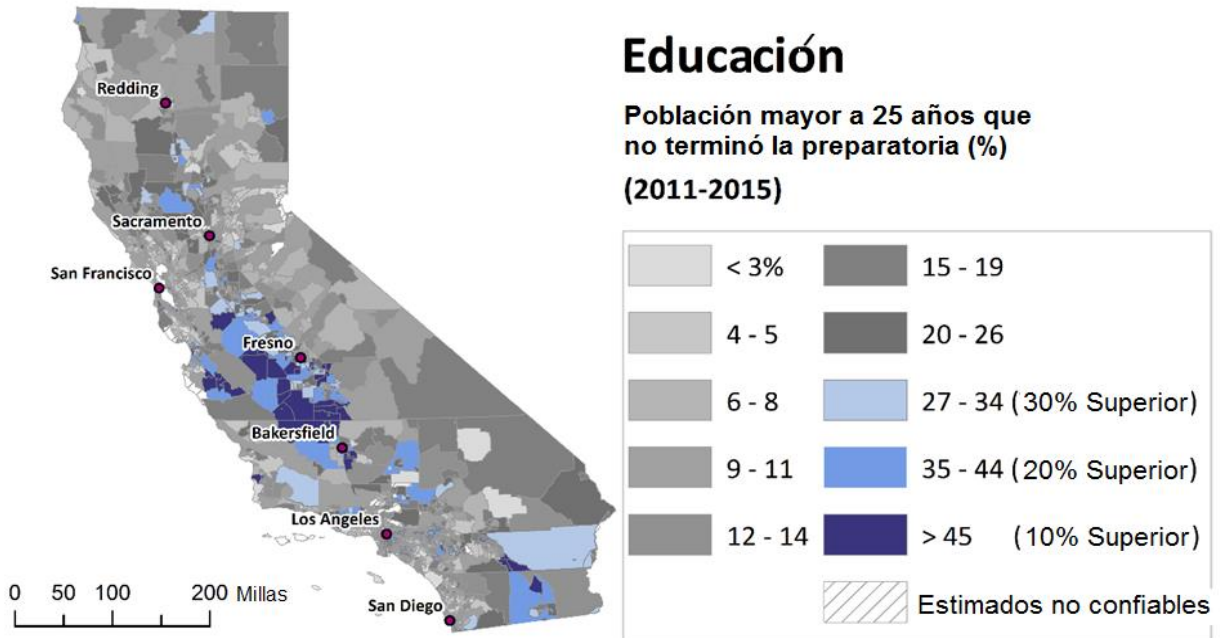 Educación
Población mayor a 25 años que
no terminó la preparatoria (%)
(2011-2015)
< 3%
4 - 5
6 - 8
9 - 11
12 - 14
15 - 19
20 - 26
27 - 34 (30% Superior)
35 - 44 (20% Superior)
> 45 (10% Superior)
Estimados no confiables
Redding
Sacramento
San Francisco
Fresno
Bakersfield
Los Angeles
San Diego
0 50 100 200 Millas